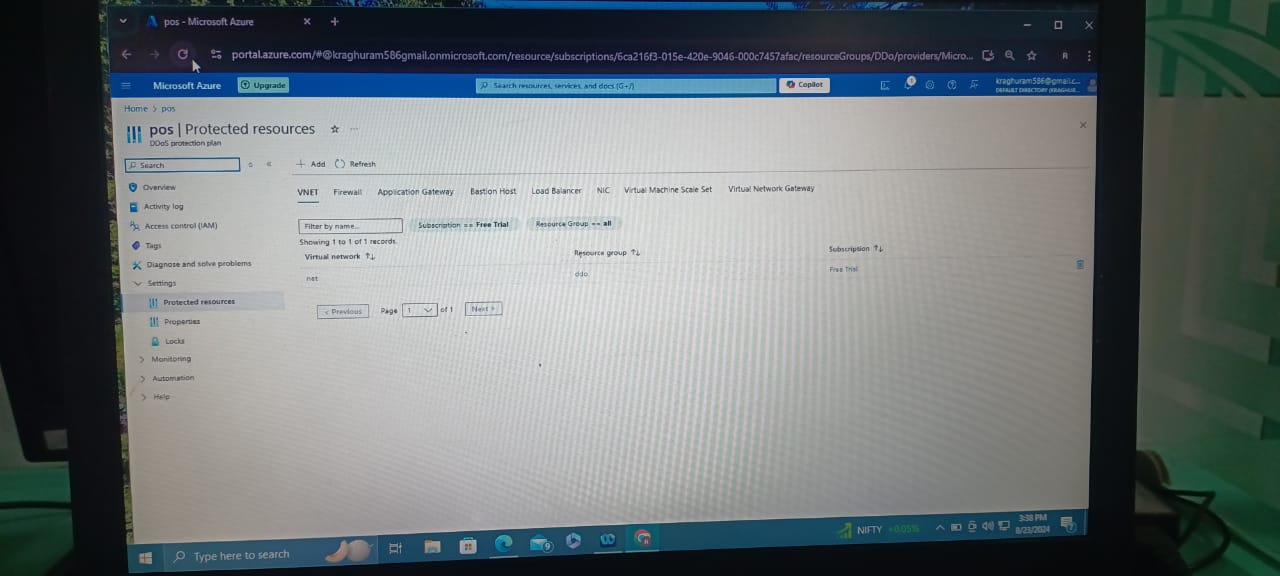 pos - Microsoft Azure
portal.azure.com/#@kraghuram586gmail.onmicrosoft.com/resource/subscriptions/6ca216f3-015e-420e-9046-000c7457afac/resourceGroups/DDo/providers/Micro...
R
Microsoft Azure
Upgrade
Search resources, services, and docs (G+/)
Copilot
1
kraghuram586@gmail.c...
DEFAULT DIRECTORY (KRAGHUR...
Home > pos
pos | Protected resources
DDoS protection plan
Search
Add Refresh
Overview
Activity log
Access control (IAM)
Tags
Diagnose and solve problems
Settings
Protected resources
Properties
Locks
Monitoring
Automation
Help
VNET Firewall Application Gateway Bastion Host Load Balancer NIC Virtual Machine Scale Set Virtual Network Gateway
Filter by name...
Subscription == Free Trial
Resource Group == all
Showing 1 to 1 of 1 records.
Virtual network Resource group Subscription
net ddo Free Trial
< Previous Page 1 of 1 Next >
Type here to search
9
NIFTY +0.05%
3:38 PM
8/23/2024